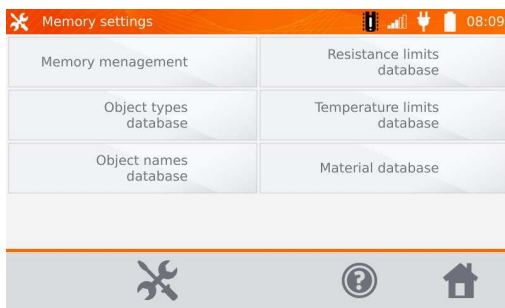 Memory settings 08:09
Memory menagement
Resistance limits
database
Object types
database
Temperature limits
database
Object names
database
Material database
?